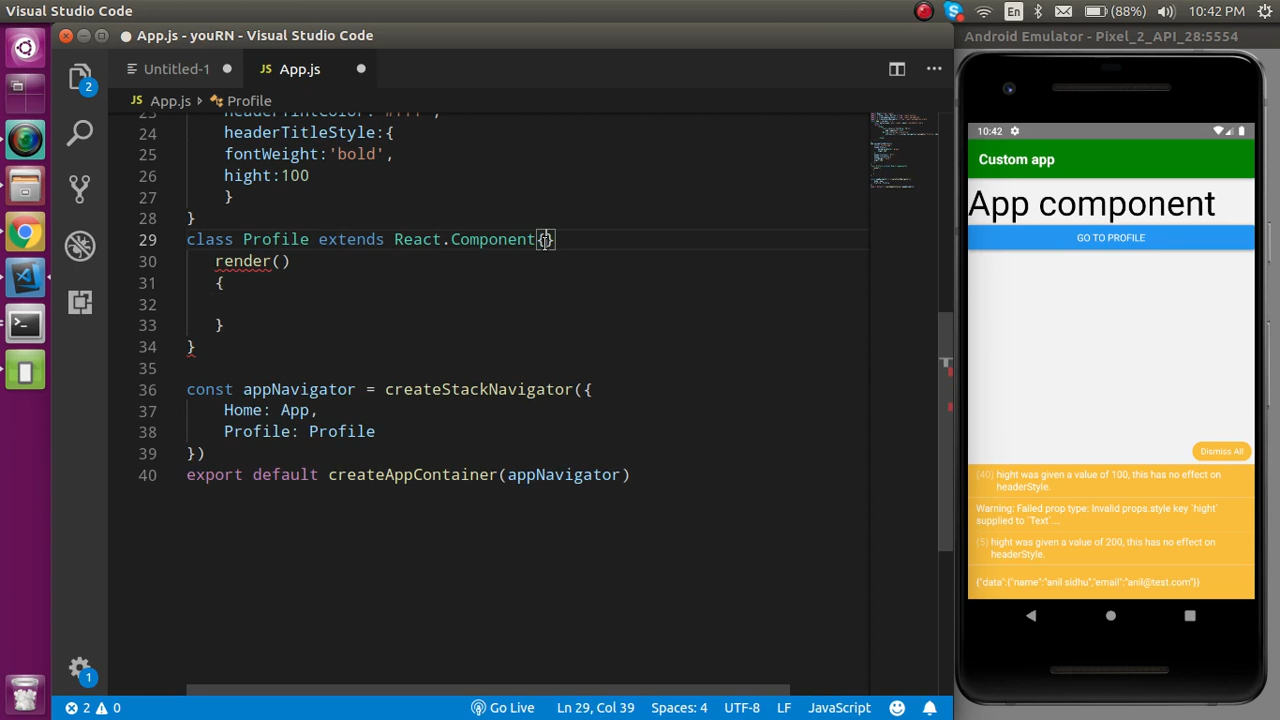 Visual Studio Code
En
(88%)
10:42 PM
App.js - youRN - Visual Studio Code
Android Emulator - Pixel_2_API_28:5554
Untitled-1
App.js
2
App.js > Profile
24 headerTitleStyle:{
25 fontWeight:'bold',
26 hight:100
27 }
28 }
29 class Profile extends React.Component{}
30 render()
31 {
32
33 }
34 }
35
36 const appNavigator = createStackNavigator({
37 Home: App,
38 Profile: Profile
39 })
40 export default createAppContainer(appNavigator)
1
2 0
Go Live
Ln 29, Col 39
Spaces: 4
UTF-8
LF
JavaScript
10:42
Custom app
App component
GO TO PROFILE
Dismiss All
(40) hight was given a value of 100, this has no effect on
headerStyle.
Warning: Failed prop type: Invalid props.style key `hight`
supplied to `Text`...
(5) hight was given a value of 200, this has no effect on
headerStyle.
{"data":{"name":"anil sidhu","email":"anil@test.com"}}